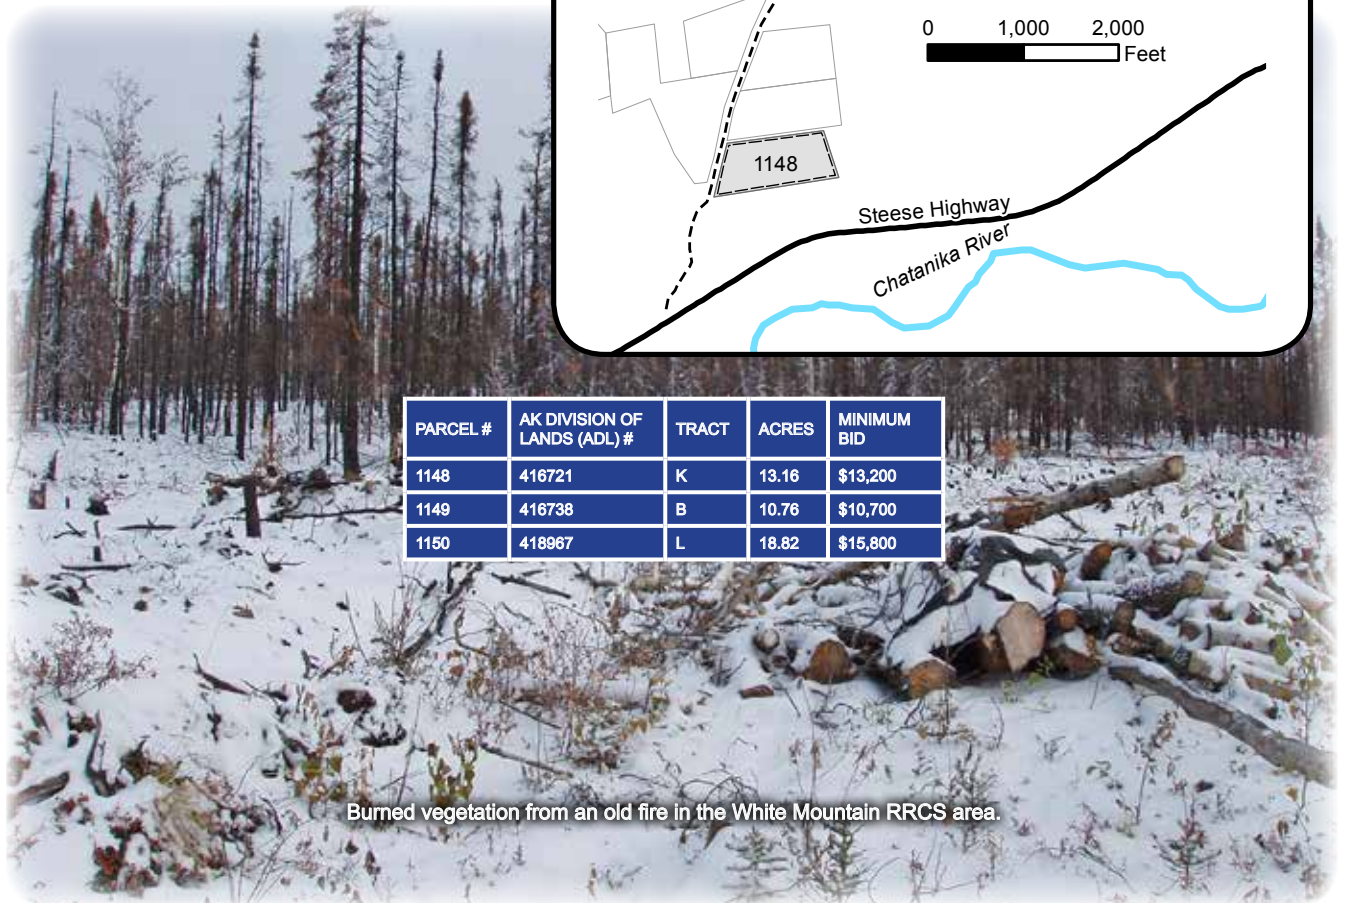 0 1,000 2,000
Feet
1148
Steese Highway
Chatanika River
PARCEL # AK DIVISION OF LANDS (ADL) # TRACT ACRES MINIMUM BID
1148 416721 K 13.16 $13,200
1149 416738 B 10.76 $10,700
1150 418967 L 18.82 $15,800
Burned vegetation from an old fire in the White Mountain RRCS area.